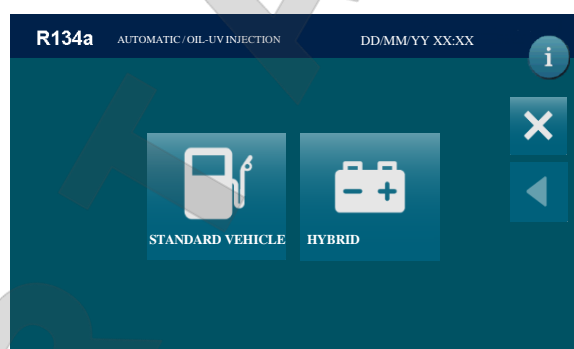 R134a AUTOMATIC / OIL-UV INJECTION DD/MM/YY XX:XX
i
STANDARD VEHICLE HYBRID